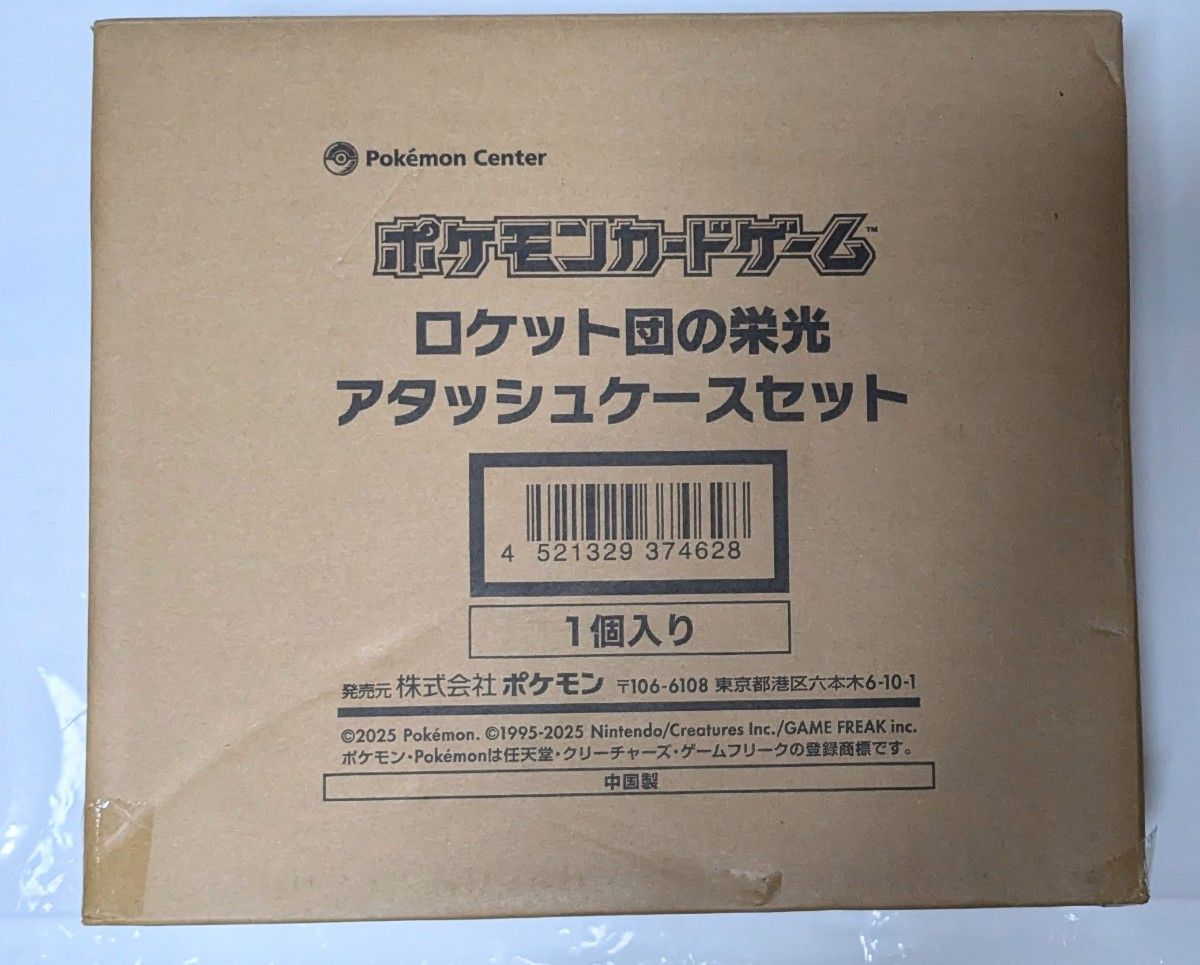 Pokémon Center
ポケモンカードゲーム™
ロケット団の栄光
アタッシュケースセット
4 521329 374628
1個入り
発売元 株式会社 ポケモン 〒106-6108 東京都港区六本木6-10-1
©2025 Pokémon. ©1995-2025 Nintendo/Creatures Inc./GAME FREAK inc.
ポケモン・Pokémonは任天堂・クリーチャーズ・ゲームフリークの登録商標です。
中国製